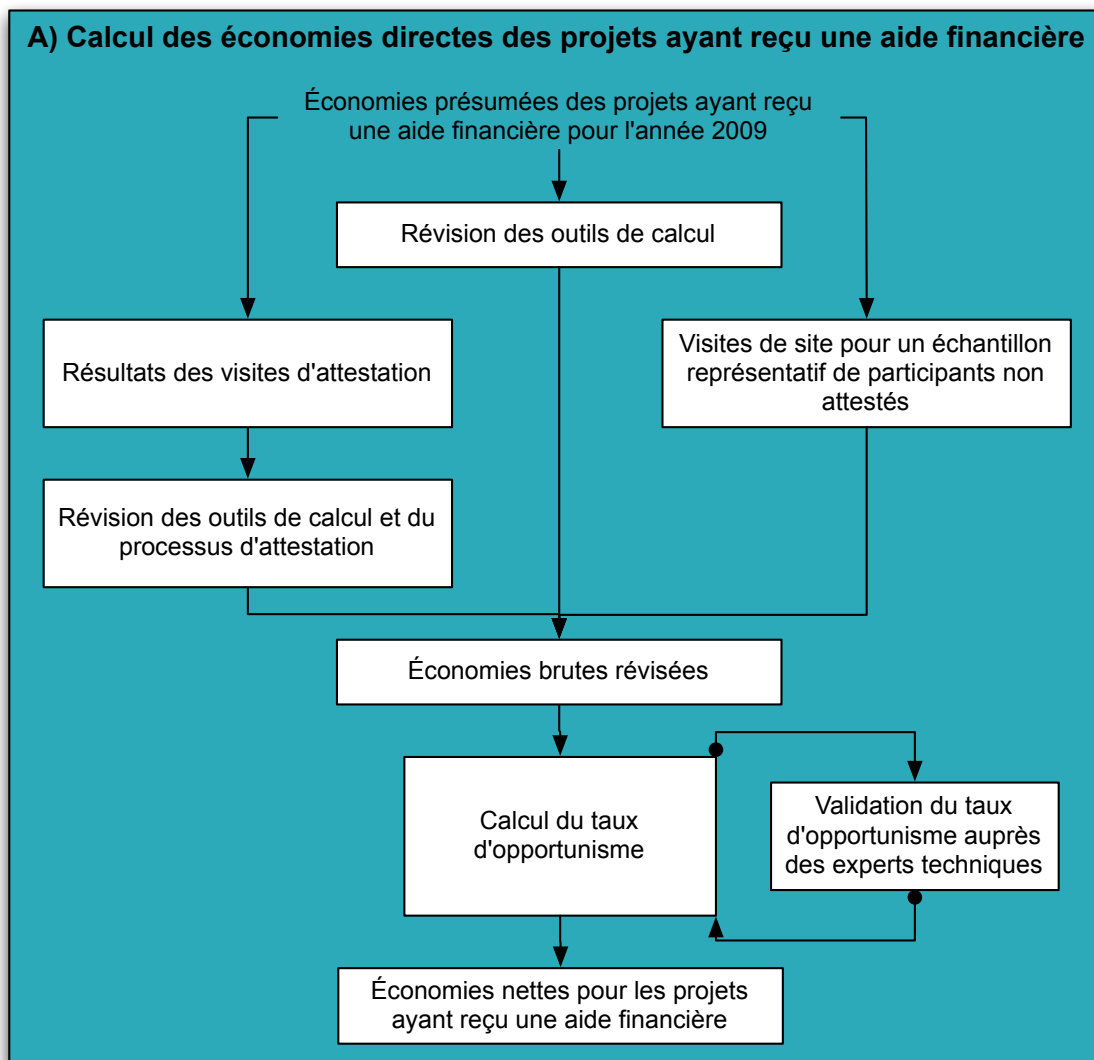 A) Calcul des économies directes des projets ayant reçu une aide financière
Économies présumées des projets ayant reçu
une aide financière pour l'année 2009
Révision des outils de calcul
Résultats des visites d'attestation
Visites de site pour un échantillon
représentatif de participants non
attestés
Révision des outils de calcul et du
processus d'attestation
Économies brutes révisées
Calcul du taux
d'opportunisme
Validation du taux
d'opportunisme auprès
des experts techniques
Économies nettes pour les projets
ayant reçu une aide financière